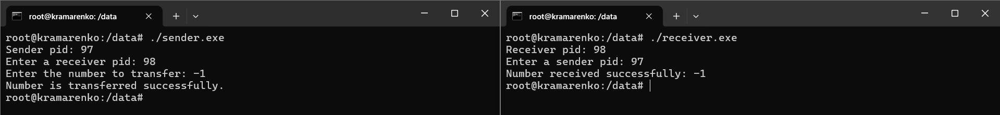 root@kramarenko: /data
root@kramarenko:/data# ./sender.exe
Sender pid: 97
Enter a receiver pid: 98
Enter the number to transfer: -1
Number is transferred successfully.
root@kramarenko:/data#
root@kramarenko: /data
root@kramarenko:/data# ./receiver.exe
Receiver pid: 98
Enter a sender pid: 97
Number received successfully: -1
root@kramarenko:/data#